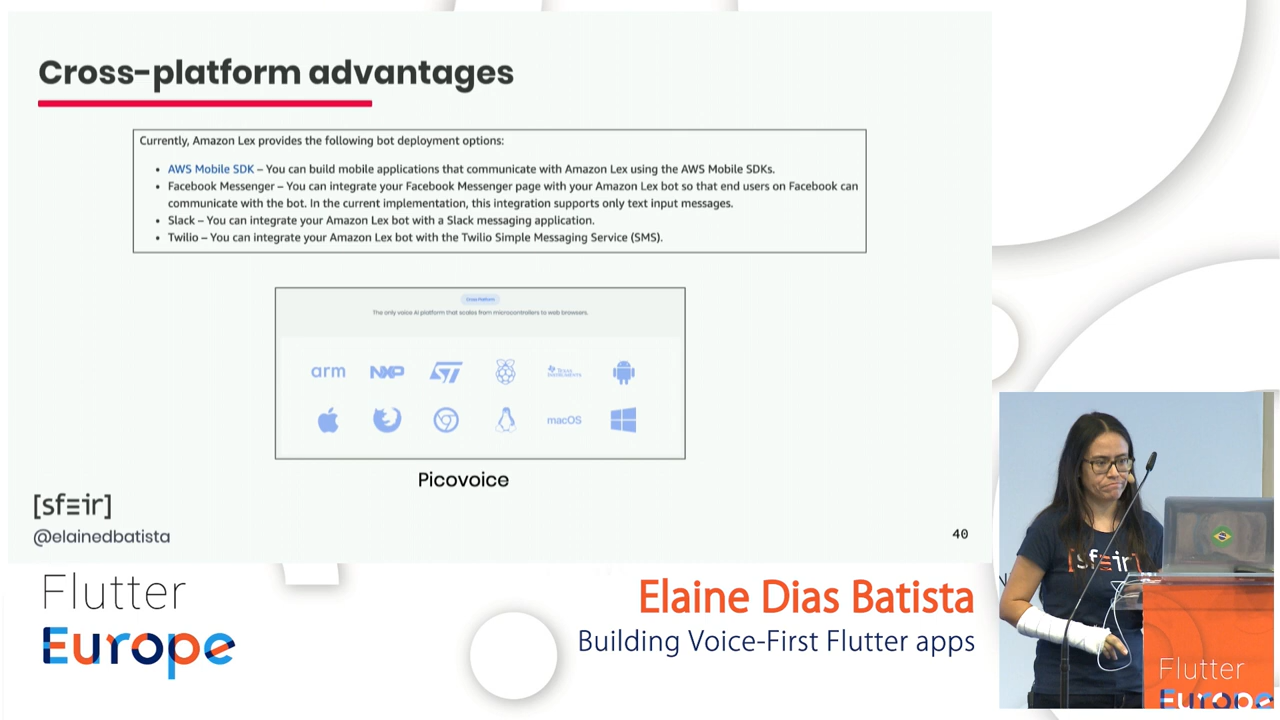 Cross-platform advantages
Currently, Amazon Lex provides the following bot deployment options:
• AWS Mobile SDK – You can build mobile applications that communicate with Amazon Lex using the AWS Mobile SDKs.
• Facebook Messenger – You can integrate your Facebook Messenger page with your Amazon Lex bot so that end users on Facebook can
communicate with the bot. In the current implementation, this integration supports only text input messages.
• Slack – You can integrate your Amazon Lex bot with a Slack messaging application.
• Twilio – You can integrate your Amazon Lex bot with the Twilio Simple Messaging Service (SMS).
Cross Platform
The only voice AI platform that scales from microcontrollers to web browsers.
arm NXP ST Texas Instruments
macOS
Picovoice
[sfeir]
@elainedbatista
40
Flutter
Europe
Elaine Dias Batista
Building Voice-First Flutter apps
[sfeir]
Flutter
Europe